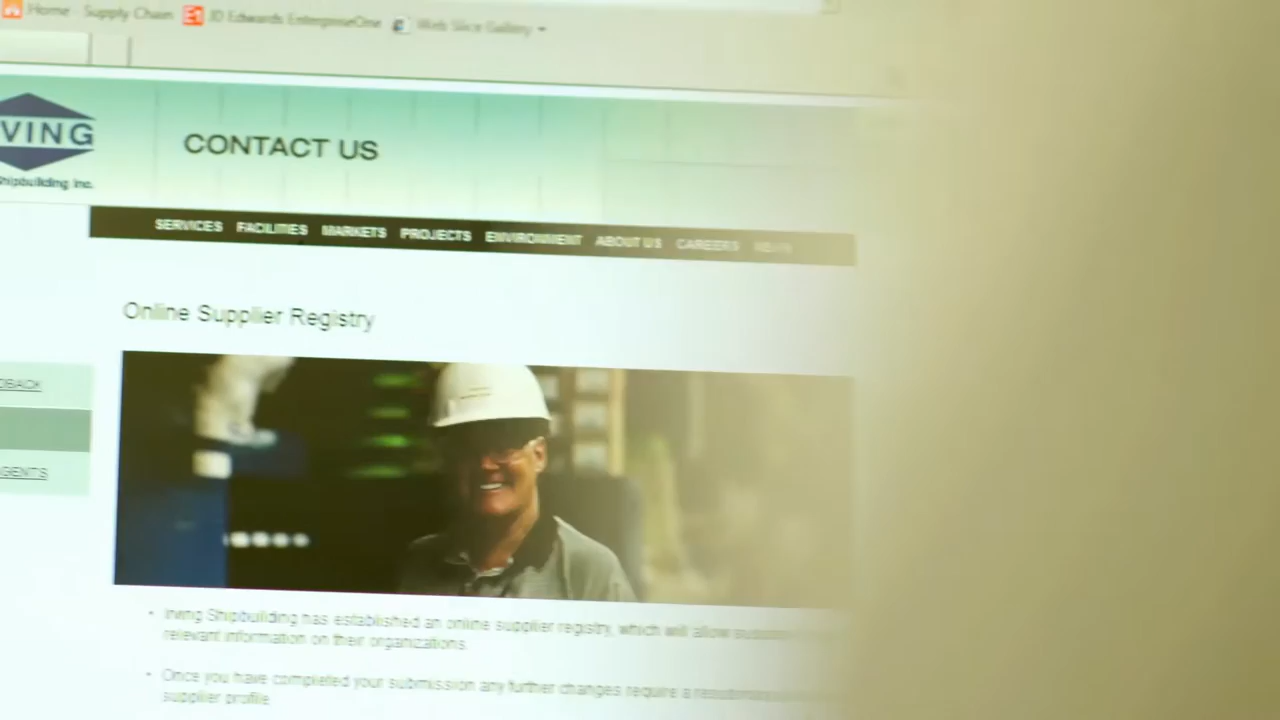 Home - Supply Chain JD Edwards EnterpriseOne Web Slice Gallery
VING
Shipbuilding Inc.
CONTACT US
SERVICES FACILITIES MARKETS PROJECTS ENVIRONMENT ABOUT US CAREERS
Online Supplier Registry
DBACK
GENTS
• Irving Shipbuilding has established an online supplier registry, which will allow
relevant information on their organizations.
• Once you have completed your submission any further changes require a
supplier profile